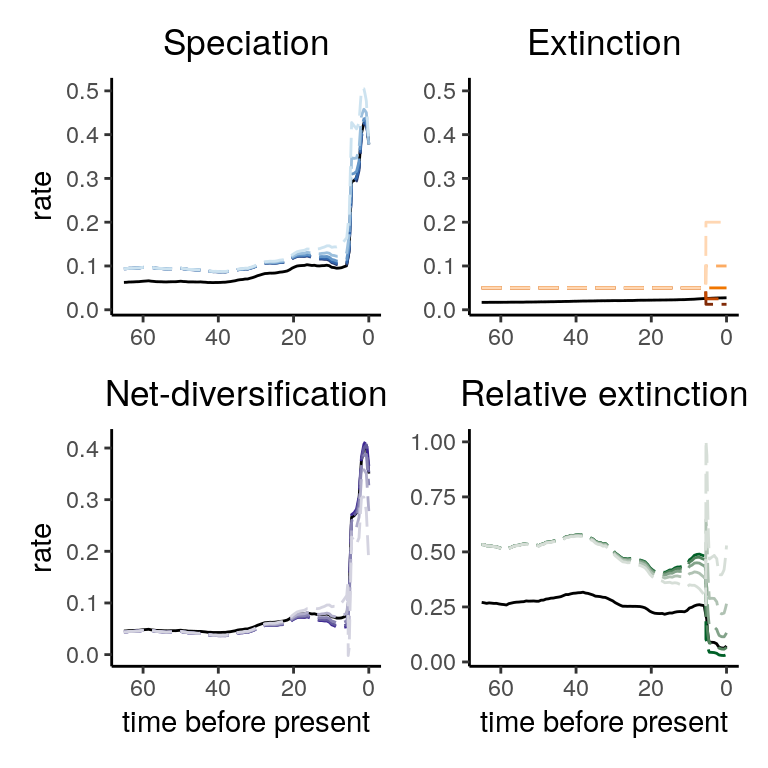 Speciation
Extinction
rate
0.5
0.4
0.3
0.2
0.1
0.0
60 40 20 0
0.5
0.4
0.3
0.2
0.1
0.0
60 40 20 0
Net-diversification
Relative extinction
rate
0.4
0.3
0.2
0.1
0.0
60 40 20 0
time before present
1.00
0.75
0.50
0.25
0.00
60 40 20 0
time before present